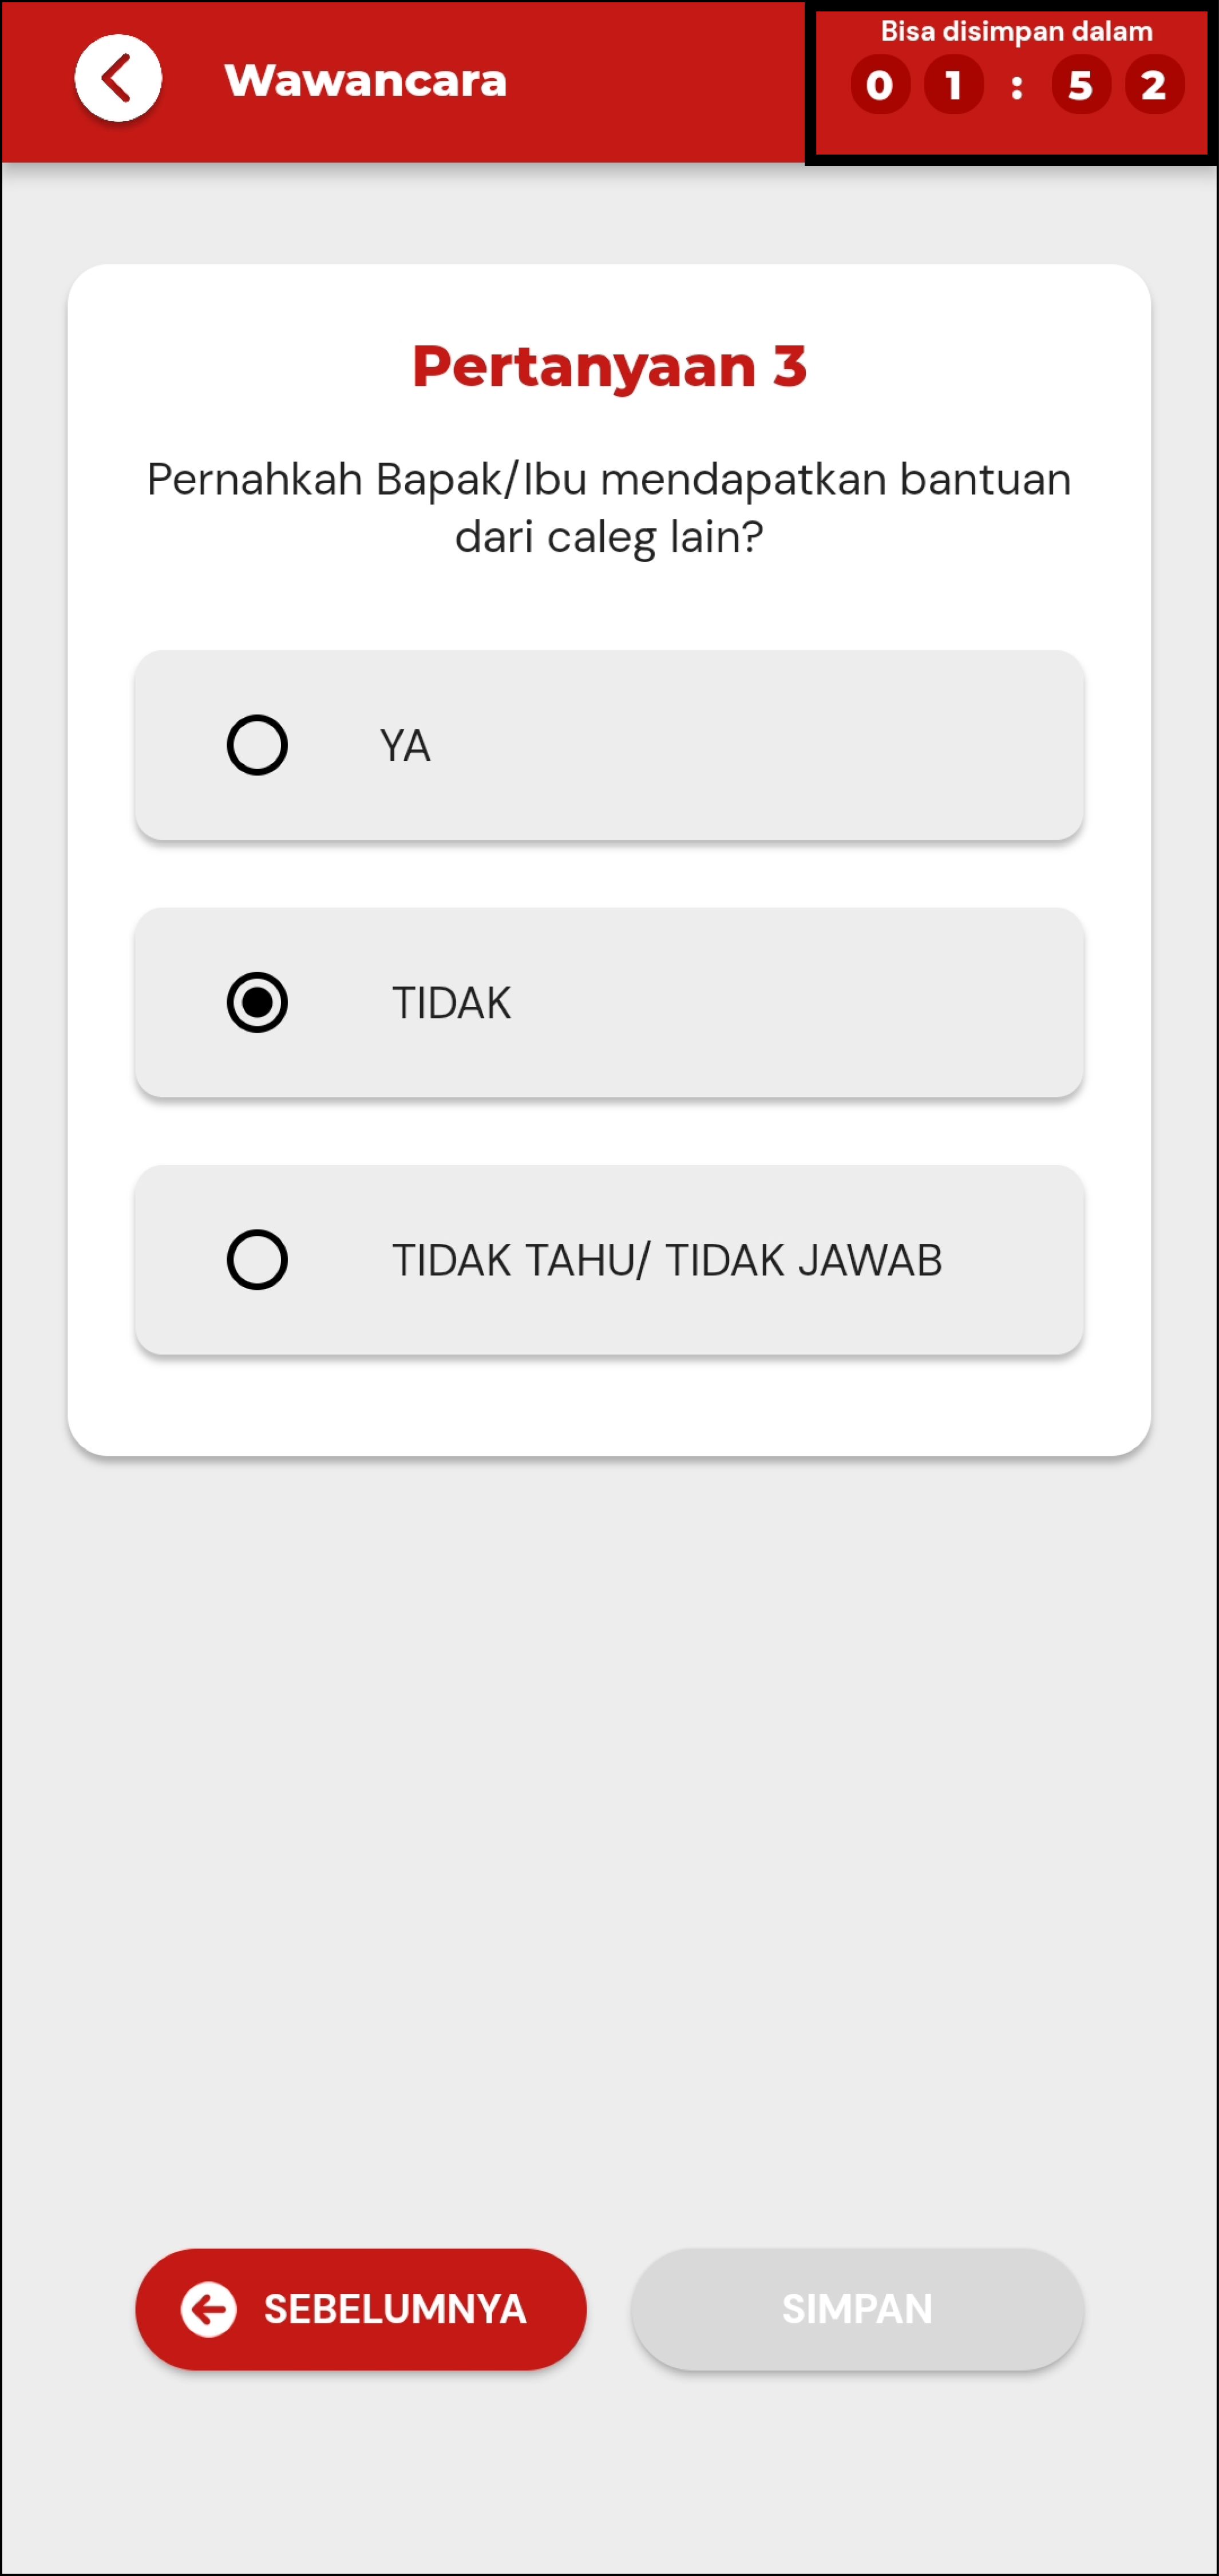 Wawancara
Bisa disimpan dalam
0 1 : 5 2
Pertanyaan 3
Pernahkah Bapak/Ibu mendapatkan bantuan
dari caleg lain?
YA
TIDAK
TIDAK TAHU/ TIDAK JAWAB
SEBELUMNYA
SIMPAN